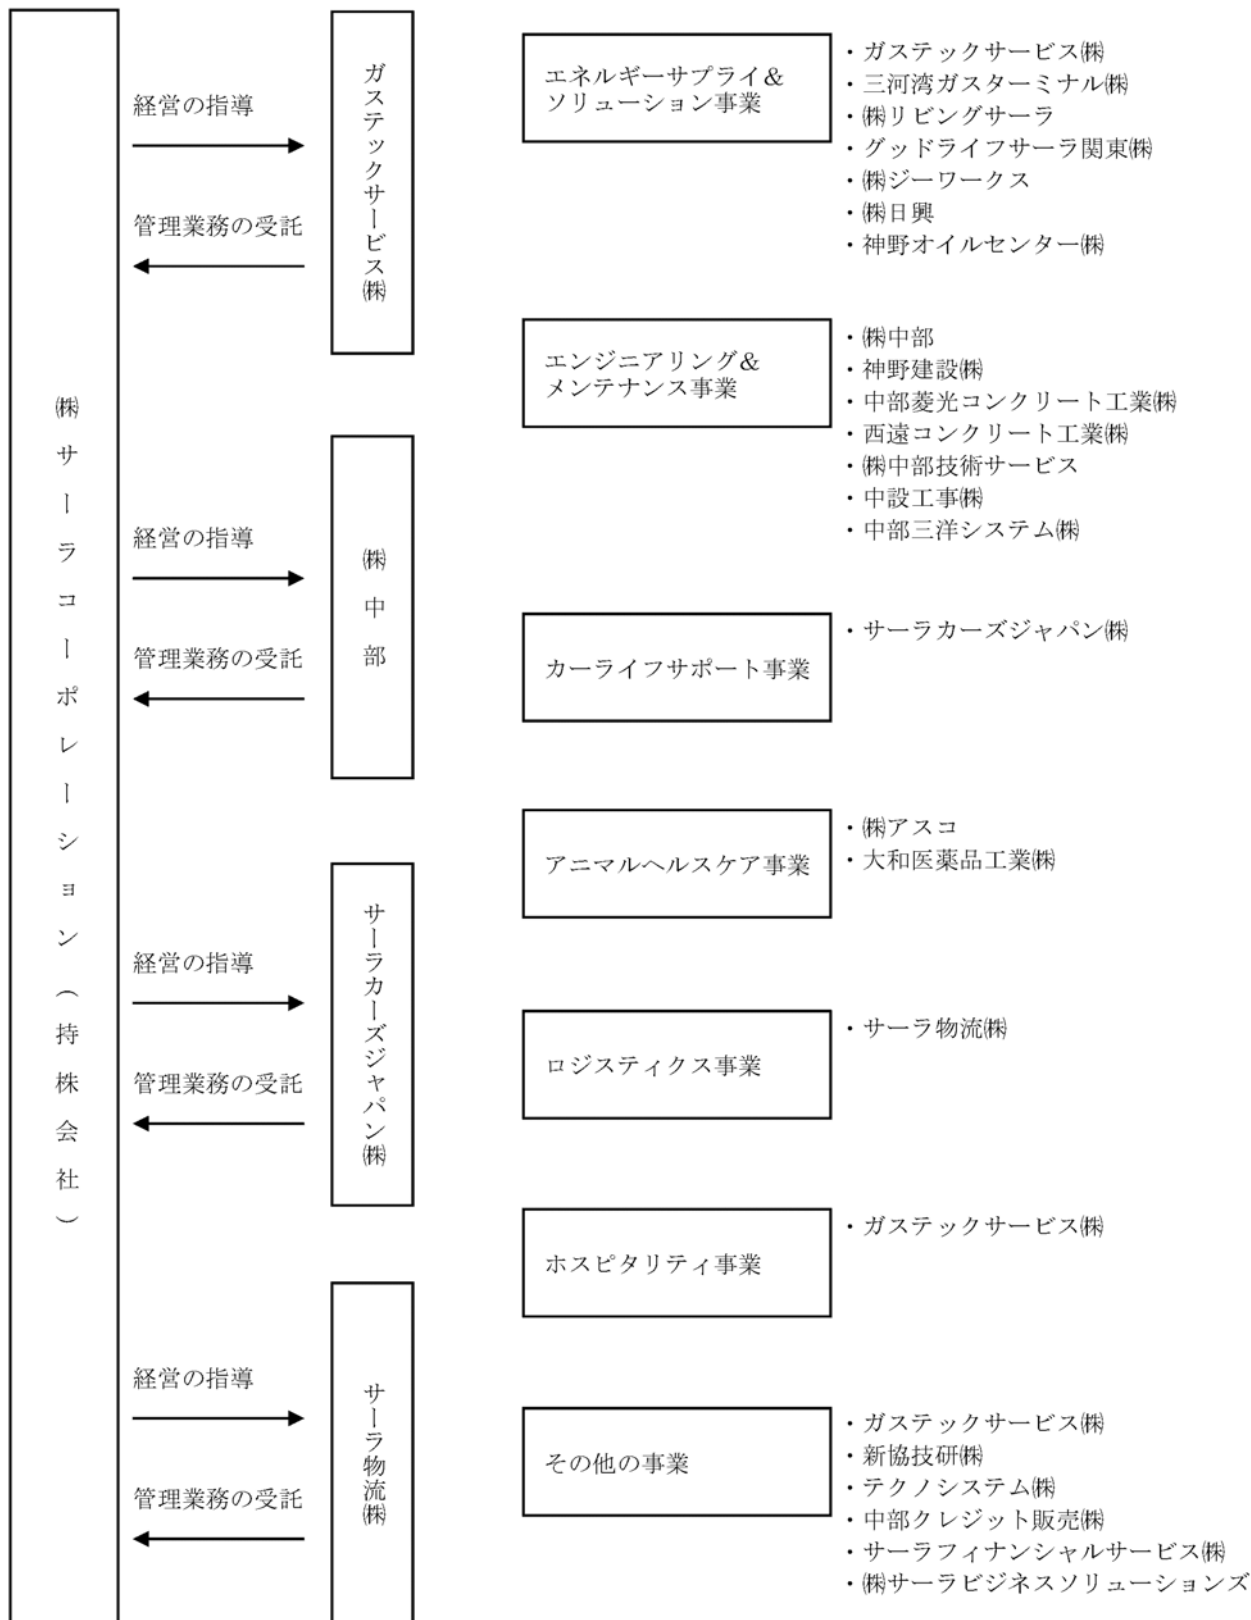 ㈱サーラコーポレーション（持株会社）
経営の指導
管理業務の受託
ガステックサービス㈱
経営の指導
管理業務の受託
㈱中部
経営の指導
管理業務の受託
サーラカーズジャパン㈱
経営の指導
管理業務の受託
サーラ物流㈱
エネルギーサプライ＆
ソリューション事業
・ガステックサービス㈱
・三河湾ガスターミナル㈱
・㈱リビングサーラ
・グッドライフサーラ関東㈱
・㈱ジーワークス
・㈱日興
・神野オイルセンター㈱
エンジニアリング＆
メンテナンス事業
・㈱中部
・神野建設㈱
・中部菱光コンクリート工業㈱
・西遠コンクリート工業㈱
・㈱中部技術サービス
・中設工事㈱
・中部三洋システム㈱
カーライフサポート事業
・サーラカーズジャパン㈱
アニマルヘルスケア事業
・㈱アスコ
・大和医薬品工業㈱
ロジスティクス事業
・サーラ物流㈱
ホスピタリティ事業
・ガステックサービス㈱
その他の事業
・ガステックサービス㈱
・新協技研㈱
・テクノシステム㈱
・中部クレジット販売㈱
・サーラフィナンシャルサービス㈱
・㈱サーラビジネスソリューションズ